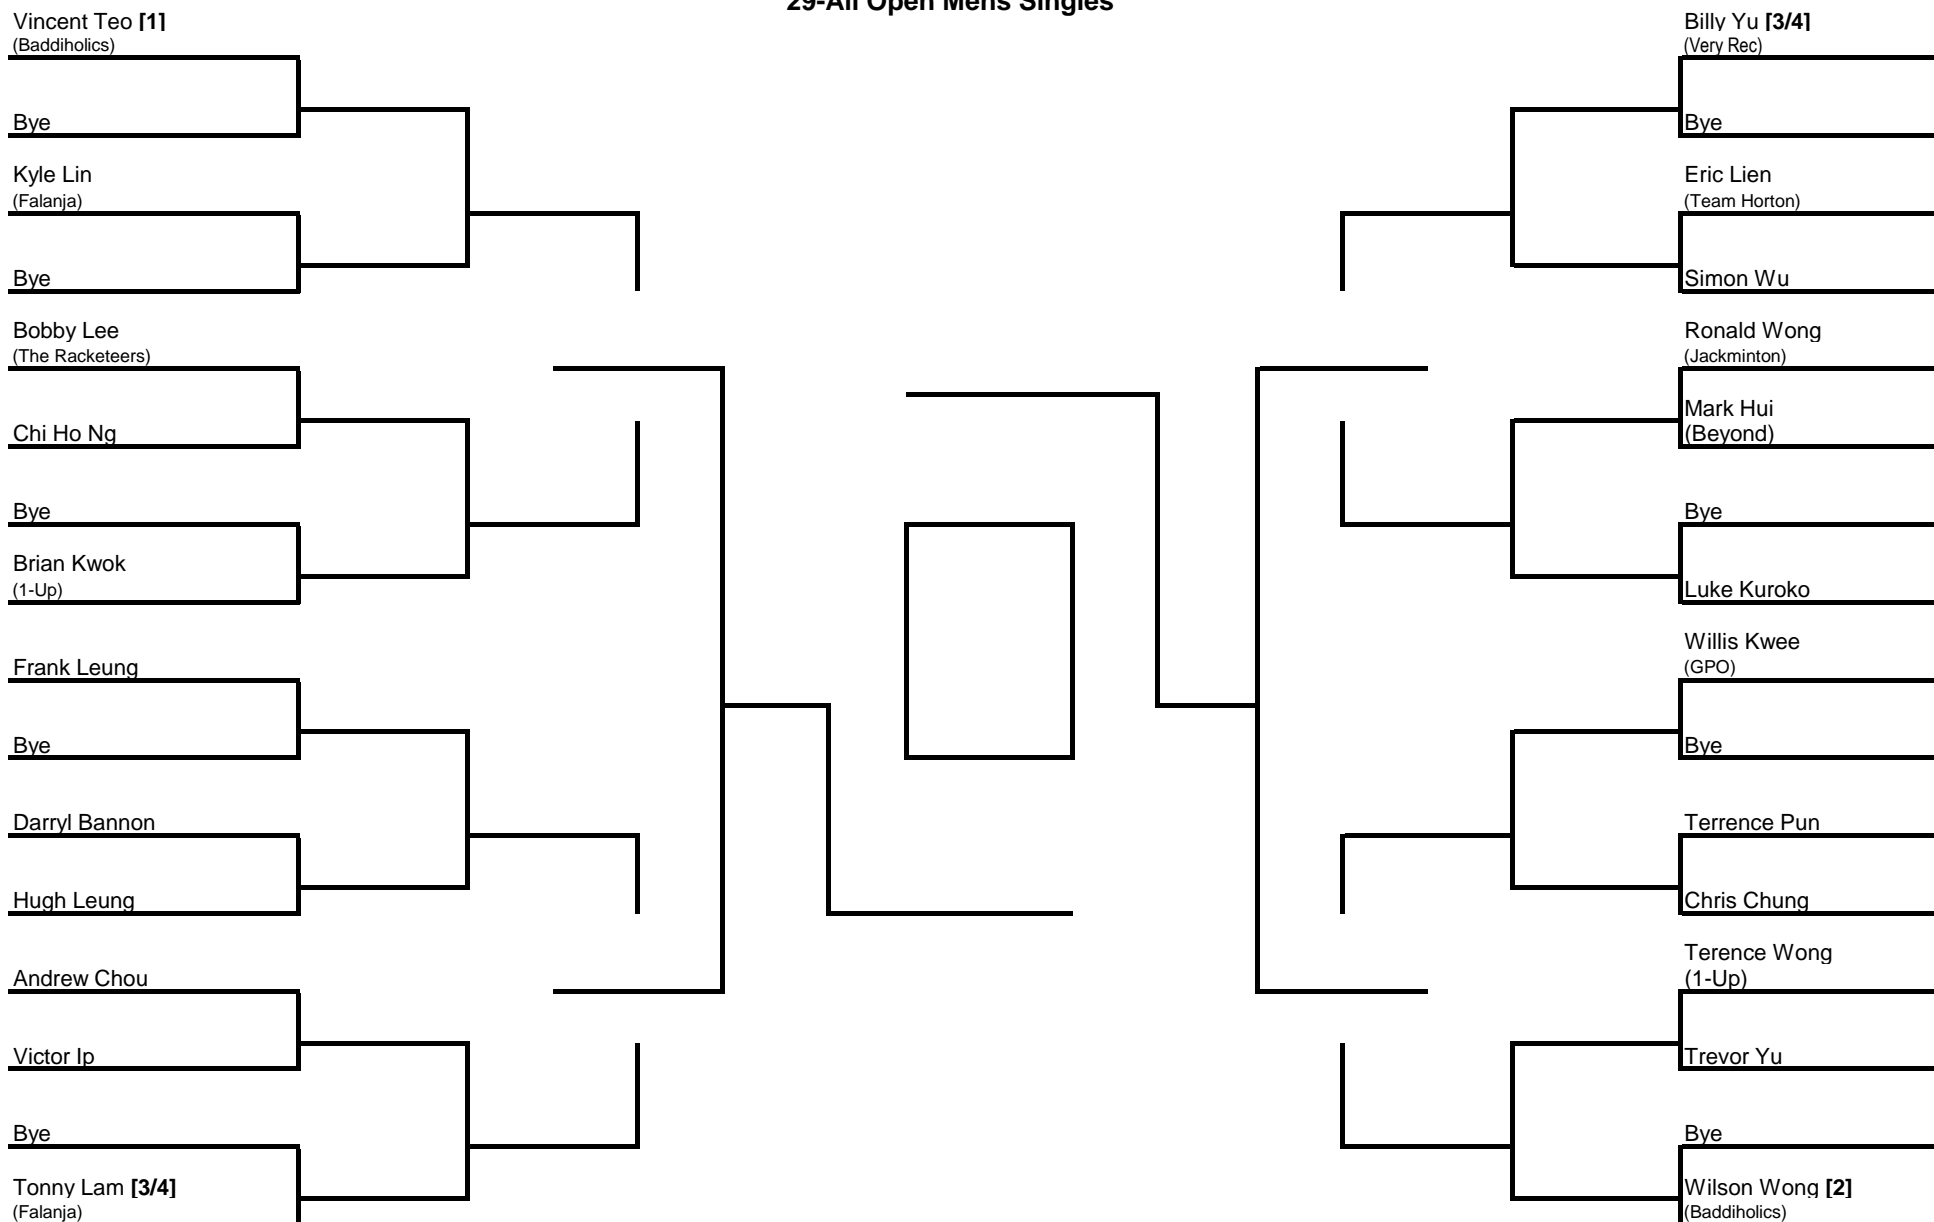 29-All Open Mens Singles
Vincent Teo [1]
(Baddiholics)
Bye
Kyle Lin
(Falanja)
Bye
Bobby Lee
(The Racketeers)
Chi Ho Ng
Bye
Brian Kwok
(1-Up)
Frank Leung
Bye
Darryl Bannon
Hugh Leung
Andrew Chou
Victor Ip
Bye
Tonny Lam [3/4]
(Falanja)
Billy Yu [3/4]
(Very Rec)
Bye
Eric Lien
(Team Horton)
Simon Wu
Ronald Wong
(Jackminton)
Mark Hui
(Beyond)
Bye
Luke Kuroko
Willis Kwee
(GPO)
Bye
Terrence Pun
Chris Chung
Terence Wong
(1-Up)
Trevor Yu
Bye
Wilson Wong [2]
(Baddiholics)